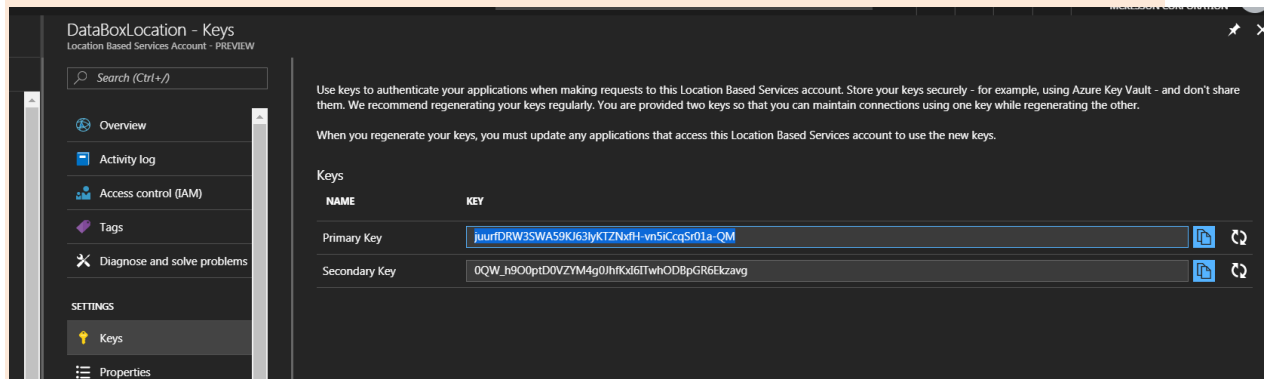 MCKESSON CORPORATION
DataBoxLocation - Keys
Location Based Services Account - PREVIEW
Search (Ctrl+/)
Overview
Activity log
Access control (IAM)
Tags
Diagnose and solve problems
SETTINGS
Keys
Properties
Use keys to authenticate your applications when making requests to this Location Based Services account. Store your keys securely - for example, using Azure Key Vault - and don't share
them. We recommend regenerating your keys regularly. You are provided two keys so that you can maintain connections using one key while regenerating the other.
When you regenerate your keys, you must update any applications that access this Location Based Services account to use the new keys.
Keys
NAME KEY
Primary Key juurfDRW3SWA59KJ63lyKTZNxfH-vn5iCcqSr01a-QM
Secondary Key 0QW_h9O0ptD0VZYM4g0JhfKxI6ITwhODBpGR6Ekzavg